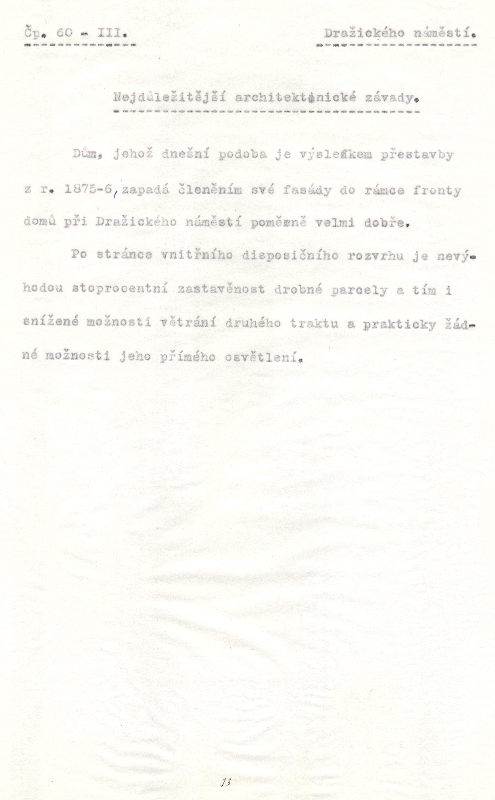 Čp. 60 - III. Dražického náměstí.
Nejdůležitější architektonické závady.
Dům, jehož dnešní podoba je výsledkem přestavby
z r. 1875-6, zapadá členěním své fasády do rámce fronty
domů při Dražického náměstí poměrně velmi dobře.
Po stránce vnitřního disposičního rozvrhu je nevý-
hodou stoprocentní zastavěnost drobné parcely a tím i
snížené možnosti větrání druhého traktu a prakticky žád-
né možnosti jeho přímého osvětlení.